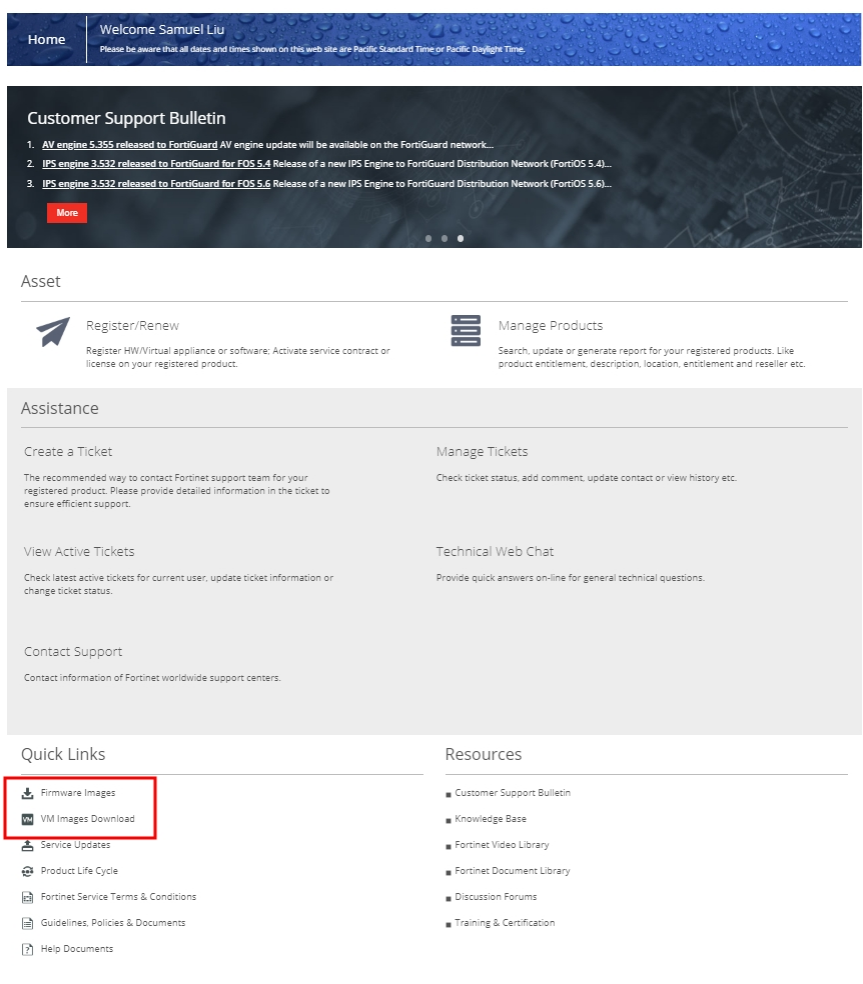 Home
Welcome Samuel Liu
Please be aware that all dates and times shown on this web site are Pacific Standard Time or Pacific Daylight Time.
Customer Support Bulletin
1. AV engine 5.355 released to FortiGuard AV engine update will be available on the FortiGuard network...
2. IPS engine 3.532 released to FortiGuard for FOS 5.4 Release of a new IPS Engine to FortiGuard Distribution Network (FortiOS 5.4)...
3. IPS engine 3.532 released to FortiGuard for FOS 5.6 Release of a new IPS Engine to FortiGuard Distribution Network (FortiOS 5.6)...
More
Asset
Register/Renew
Register HW/Virtual appliance or software; Activate service contract or
license on your registered product.
Manage Products
Search, update or generate report for your registered products. Like
product entitlement, description, location, entitlement and reseller etc.
Assistance
Create a Ticket
The recommended way to contact Fortinet support team for your
registered product. Please provide detailed information in the ticket to
ensure efficient support.
Manage Tickets
Check ticket status, add comment, update contact or view history etc.
View Active Tickets
Check latest active tickets for current user, update ticket information or
change ticket status.
Technical Web Chat
Provide quick answers on-line for general technical questions.
Contact Support
Contact information of Fortinet worldwide support centers.
Quick Links
Firmware Images
VM VM Images Download
Service Updates
Product Life Cycle
Fortinet Service Terms & Conditions
Guidelines, Policies & Documents
? Help Documents
Resources
Customer Support Bulletin
Knowledge Base
Fortinet Video Library
Fortinet Document Library
Discussion Forums
Training & Certification